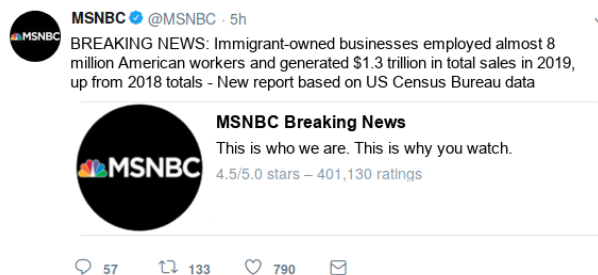 MSNBC @MSNBC · 5h
MSNBC
BREAKING NEWS: Immigrant-owned businesses employed almost 8
million American workers and generated $1.3 trillion in total sales in 2019,
up from 2018 totals - New report based on US Census Bureau data
MSNBC
MSNBC Breaking News
This is who we are. This is why you watch.
4.5/5.0 stars – 401,130 ratings
57 133 790